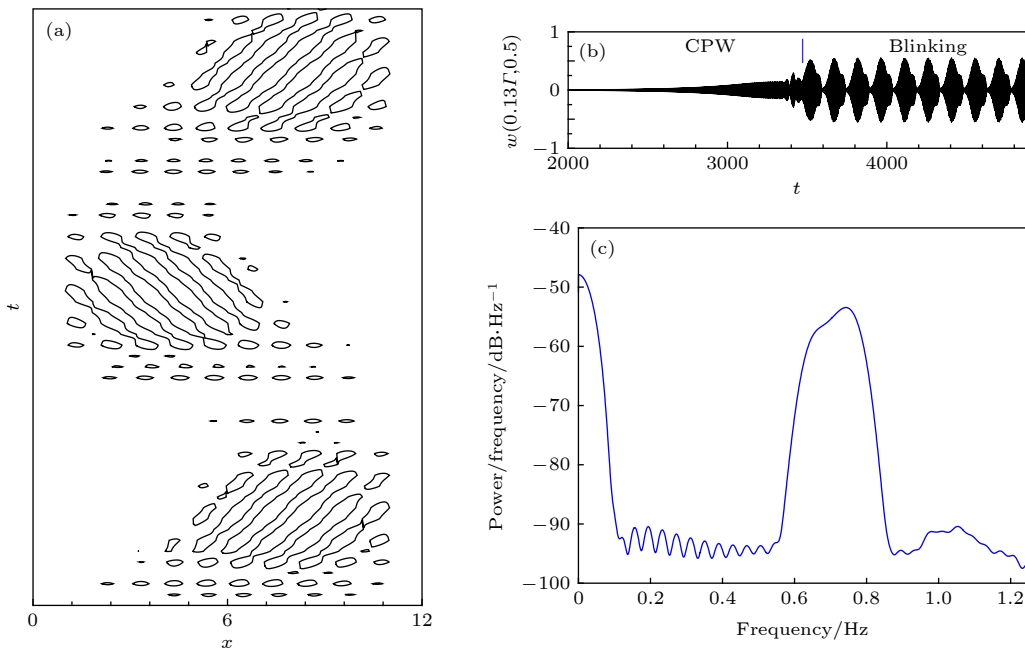 (a)
t
0
6
12
x
(b)
CPW
Blinking
w(0.13Γ,0.5)
1
0
−1
2000
3000
4000
t
(c)
Power/frequency/dB·Hz⁻¹
−40
−50
−60
−70
−80
−90
−100
0
0.2
0.4
0.6
0.8
1.0
1.2
Frequency/Hz